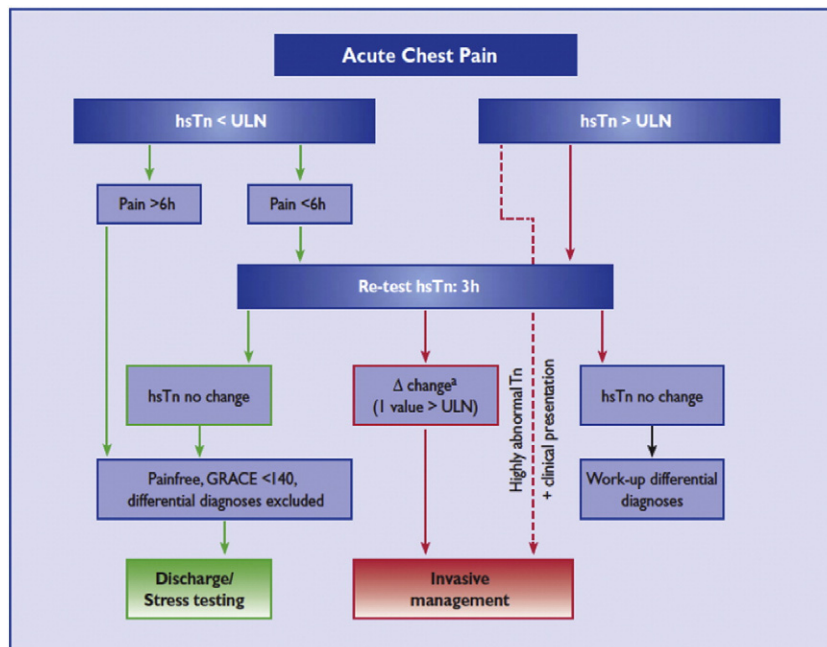 Acute Chest Pain
hsTn < ULN
hsTn > ULN
Pain >6h
Pain <6h
Re-test hsTn: 3h
hsTn no change
Δ changeᵃ
(1 value > ULN)
Highly abnormal Tn
+ clinical presentation
hsTn no change
Painfree, GRACE <140,
differential diagnoses excluded
Work-up differential
diagnoses
Discharge/
Stress testing
Invasive
management